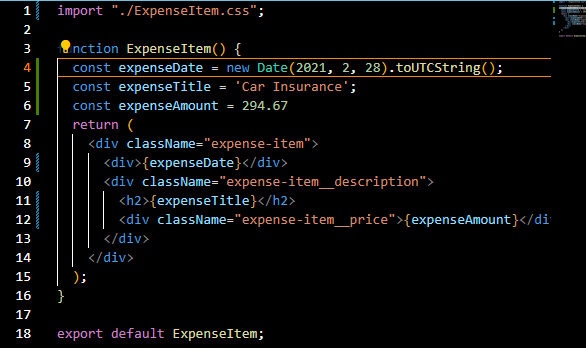 1 import "./ExpenseItem.css";
2
3 nction ExpenseItem() {
4 const expenseDate = new Date(2021, 2, 28).toUTCString();
5 const expenseTitle = 'Car Insurance';
6 const expenseAmount = 294.67
7 return (
8 <div className="expense-item">
9 <div>{expenseDate}</div>
10 <div className="expense-item__description">
11 <h2>{expenseTitle}</h2>
12 <div className="expense-item__price">{expenseAmount}</di
13 </div>
14 </div>
15 );
16 }
17
18 export default ExpenseItem;